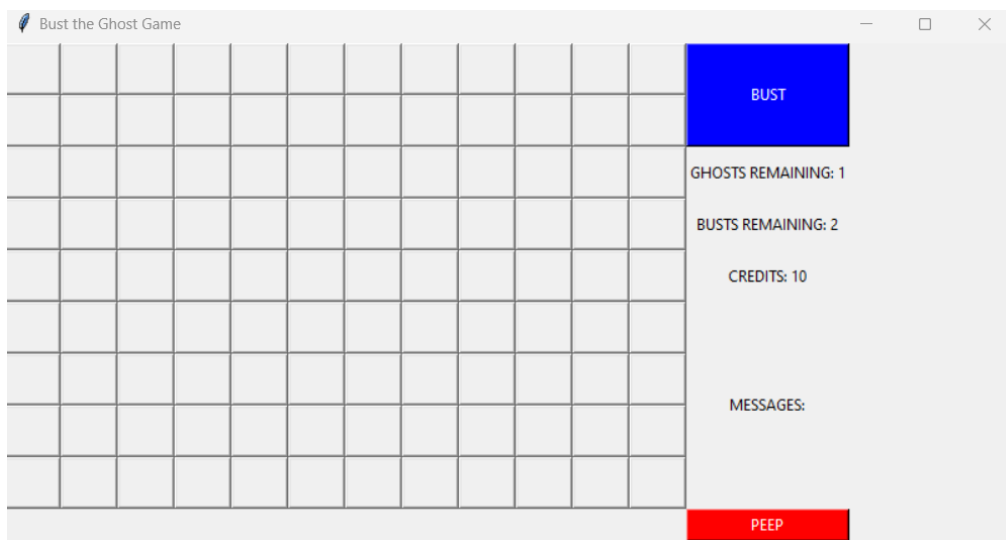 Bust the Ghost Game
BUST
GHOSTS REMAINING: 1
BUSTS REMAINING: 2
CREDITS: 10
MESSAGES:
PEEP